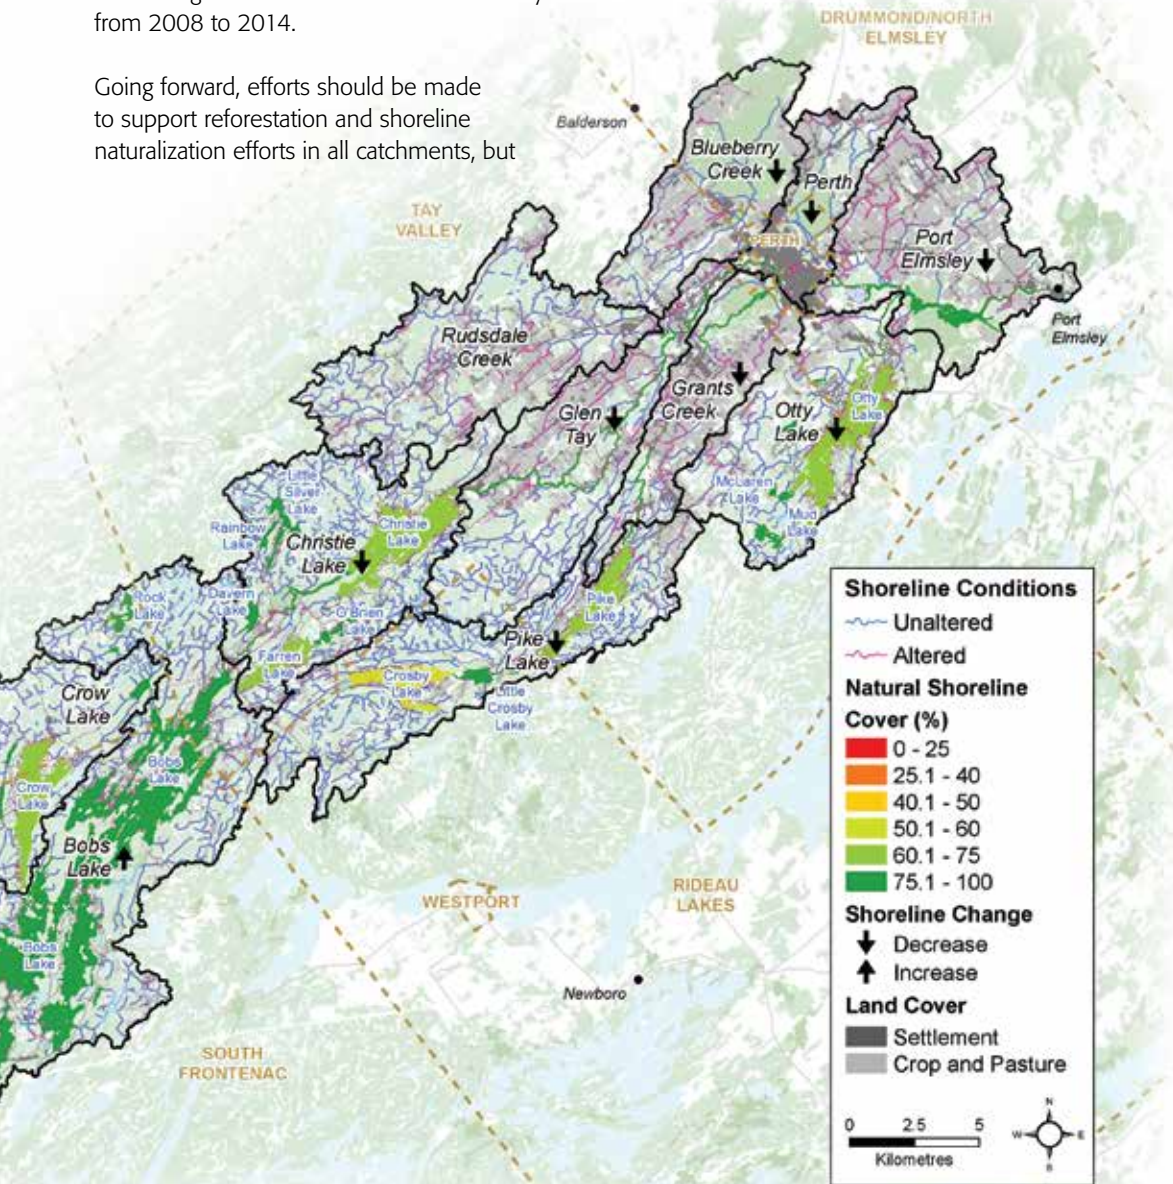 from 2008 to 2014.
Going forward, efforts should be made
to support reforestation and shoreline
naturalization efforts in all catchments, but
DRUMMOND/NORTH
ELMSLEY
Balderson
Blueberry
Creek
Perth
PERTH
Port
Elmsley
Port
Elmsley
TAY
VALLEY
Rudsdale
Creek
Glen
Tay
Grants
Creek
Otty
Lake
Otty
Lake
McLaren
Lake
Mud
Lake
Little
Silver
Lake
Rainbow
Lake
Christie
Lake
Christie
Lake
Rock
Lake
Davern
Lake
O'Brien
Lake
Farren
Lake
Pike
Lake
Pike
Lake
Crosby
Lake
Little
Crosby
Lake
Crow
Lake
Crow
Lake
Bobs
Lake
Bobs
Lake
Bobs
Lake
WESTPORT
RIDEAU
LAKES
Newboro
SOUTH
FRONTENAC
Shoreline Conditions
Unaltered
Altered
Natural Shoreline
Cover (%)
0 - 25
25.1 - 40
40.1 - 50
50.1 - 60
60.1 - 75
75.1 - 100
Shoreline Change
Decrease
Increase
Land Cover
Settlement
Crop and Pasture
0 2.5 5
Kilometres
N
W E
S